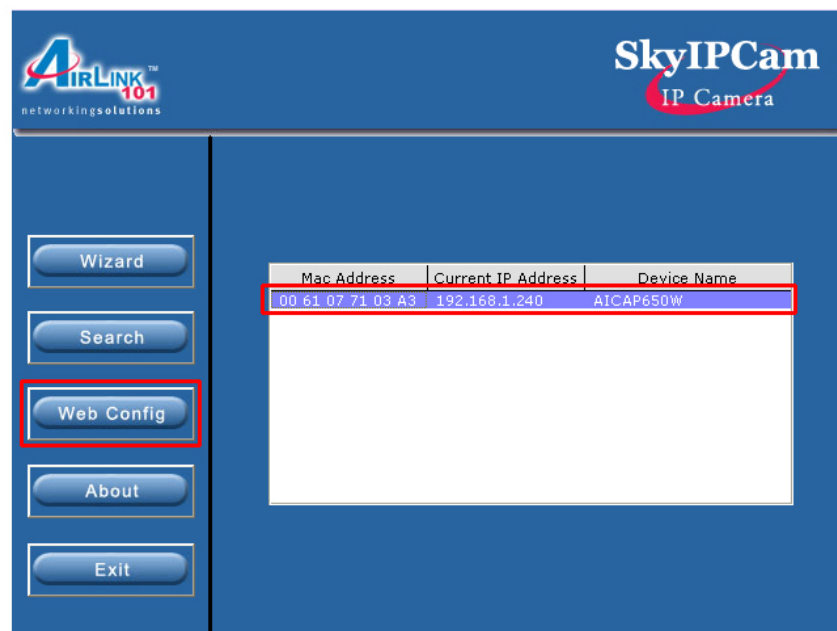 AIRLINK™
101
networkingsolutions
SkyIPCam
IP Camera
Wizard
Search
Web Config
About
Exit
Mac Address Current IP Address Device Name
00 61 07 71 03 A3 192.168.1.240 AICAP650W